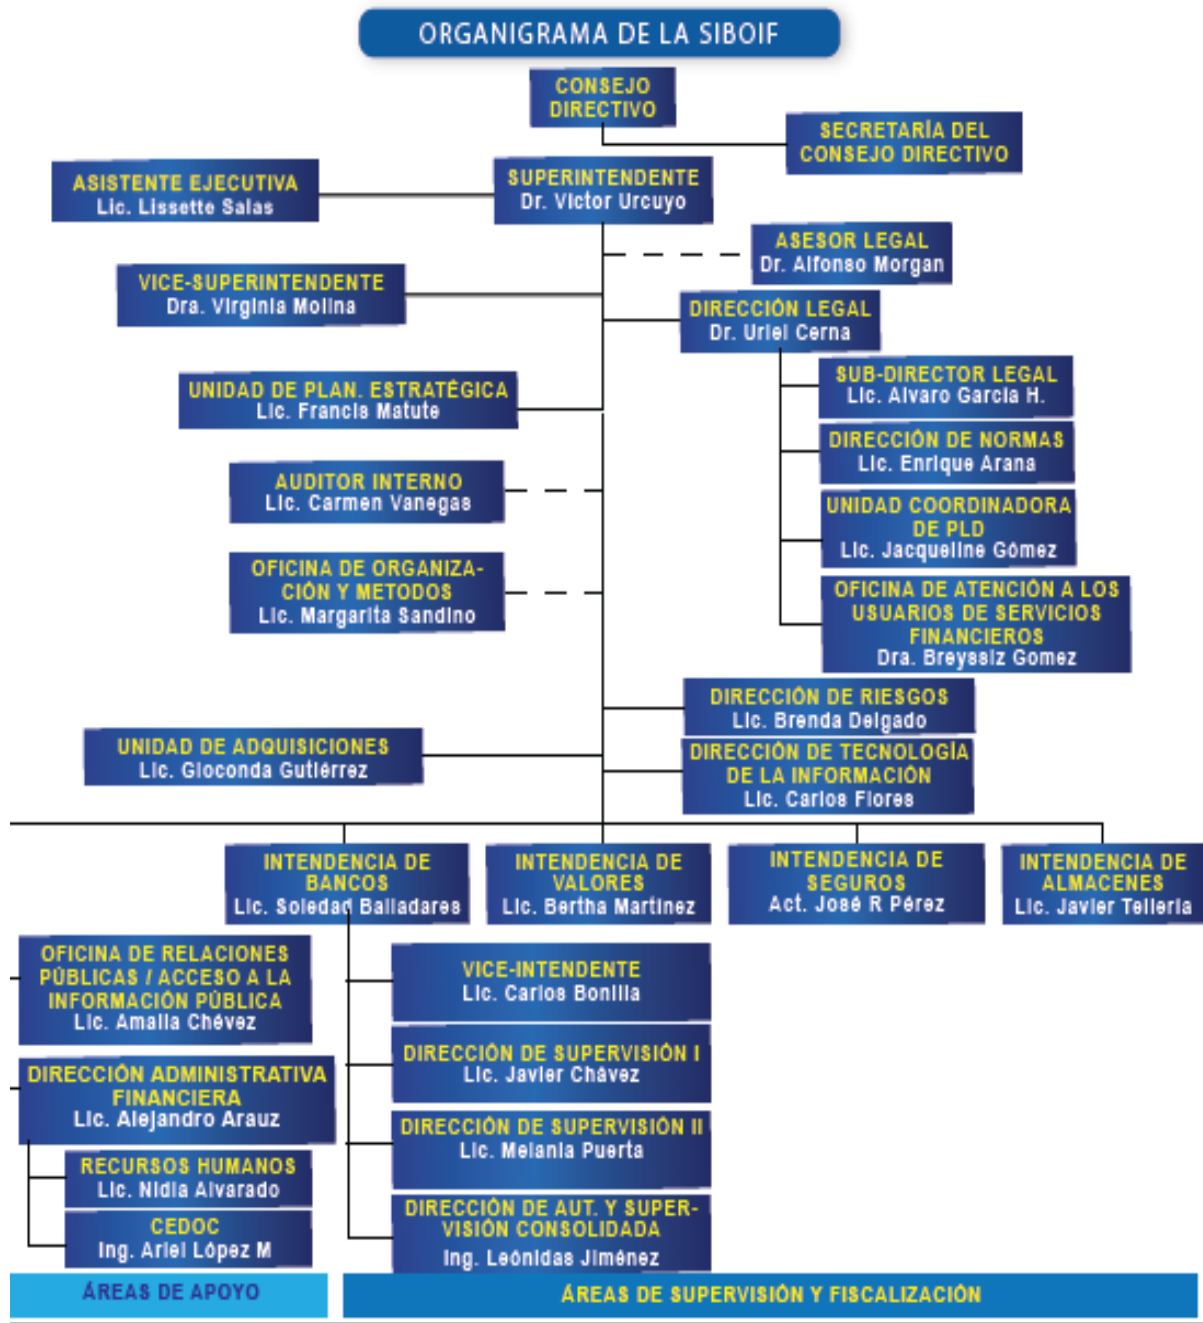 ORGANIGRAMA DE LA SIBOIF
CONSEJO
DIRECTIVO
SECRETARÍA DEL
CONSEJO DIRECTIVO
ASISTENTE EJECUTIVA
Lic. Lissette Salas
SUPERINTENDENTE
Dr. Victor Urcuyo
ASESOR LEGAL
Dr. Alfonso Morgan
VICE-SUPERINTENDENTE
Dra. Virginia Molina
DIRECCIÓN LEGAL
Dr. Uriel Cerna
UNIDAD DE PLAN. ESTRATÉGICA
Lic. Francis Matute
SUB-DIRECTOR LEGAL
Lic. Alvaro García H.
DIRECCIÓN DE NORMAS
Lic. Enrique Arana
AUDITOR INTERNO
Lic. Carmen Vanegas
UNIDAD COORDINADORA
DE PLD
Lic. Jacqueline Gómez
OFICINA DE ORGANIZA-
CIÓN Y METODOS
Lic. Margarita Sandino
OFICINA DE ATENCIÓN A LOS
USUARIOS DE SERVICIOS
FINANCIEROS
Dra. Breyssiz Gomez
DIRECCIÓN DE RIESGOS
Lic. Brenda Delgado
UNIDAD DE ADQUISICIONES
Lic. Gioconda Gutiérrez
DIRECCIÓN DE TECNOLOGÍA
DE LA INFORMACIÓN
Lic. Carlos Flores
INTENDENCIA DE
BANCOS
Lic. Soledad Balladares
INTENDENCIA DE
VALORES
Lic. Bertha Martinez
INTENDENCIA DE
SEGUROS
Act. José R Pérez
INTENDENCIA DE
ALMACENES
Lic. Javier Telleria
OFICINA DE RELACIONES
PÚBLICAS / ACCESO A LA
INFORMACIÓN PÚBLICA
Lic. Amalia Chévez
VICE-INTENDENTE
Lic. Carlos Bonilla
DIRECCIÓN DE SUPERVISIÓN I
Lic. Javier Chávez
DIRECCIÓN ADMINISTRATIVA
FINANCIERA
Lic. Alejandro Arauz
DIRECCIÓN DE SUPERVISIÓN II
Lic. Melania Puerta
RECURSOS HUMANOS
Lic. Nidia Alvarado
DIRECCIÓN DE AUT. Y SUPER-
VISIÓN CONSOLIDADA
Ing. Leónidas Jiménez
CEDOC
Ing. Ariel López M
ÁREAS DE APOYO
ÁREAS DE SUPERVISIÓN Y FISCALIZACIÓN